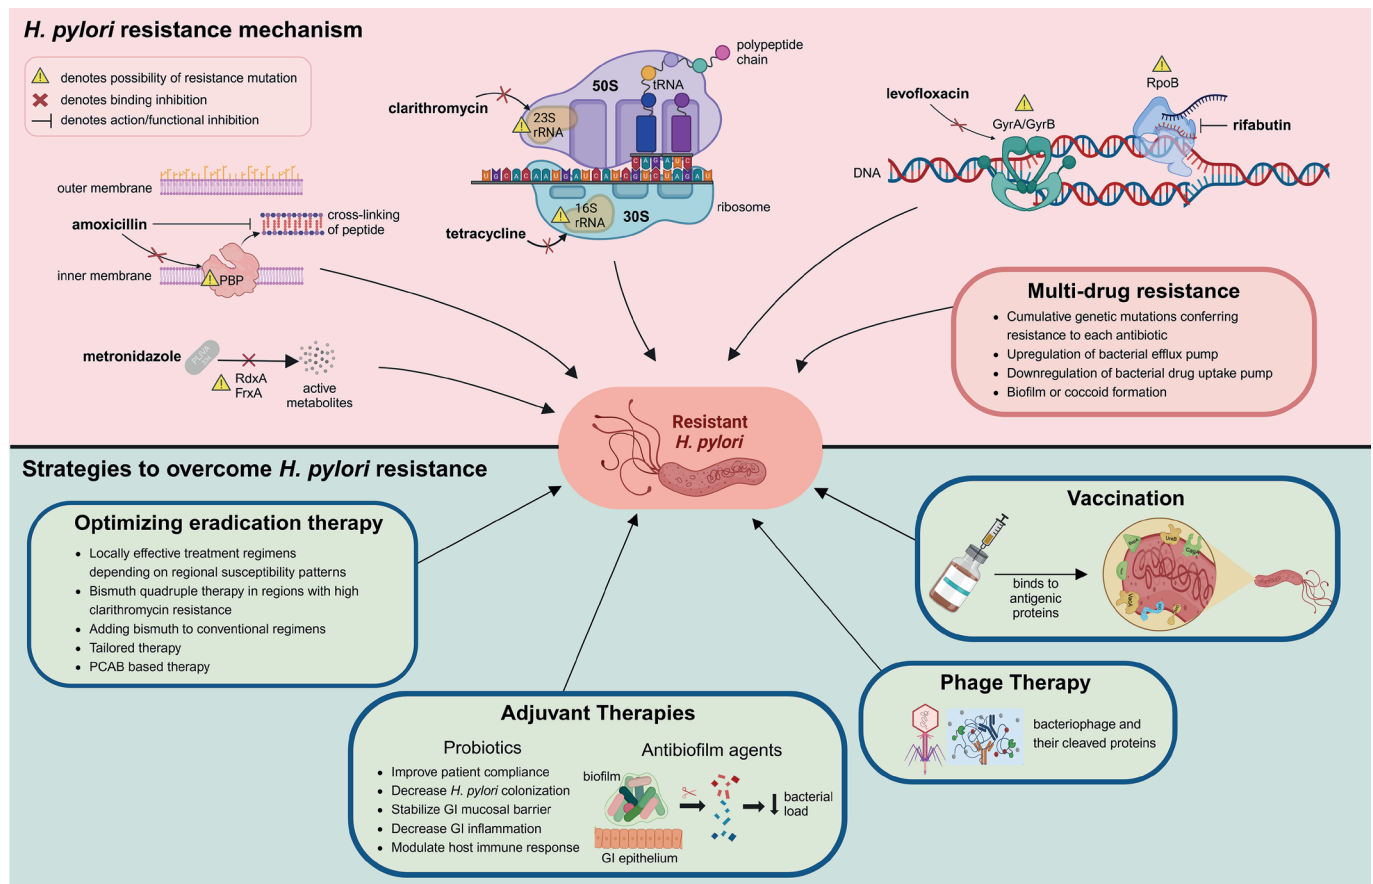 H. pylori resistance mechanism
denotes possibility of resistance mutation
denotes binding inhibition
denotes action/functional inhibition
outer membrane
amoxicillin
cross-linking
of peptide
inner membrane
PBP
metronidazole
PLIVA
RdxA
FrxA
active
metabolites
clarithromycin
50S
23S
rRNA
tRNA
polypeptide
chain
CAGAUC
UGCACAAUGAUCAUCGUCUAGAU
16S
rRNA
30S
ribosome
tetracycline
levofloxacin
GyrA/GyrB
RpoB
rifabutin
DNA
Multi-drug resistance
• Cumulative genetic mutations conferring
resistance to each antibiotic
• Upregulation of bacterial efflux pump
• Downregulation of bacterial drug uptake pump
• Biofilm or coccoid formation
Resistant
H. pylori
Strategies to overcome H. pylori resistance
Optimizing eradication therapy
• Locally effective treatment regimens
depending on regional susceptibility patterns
• Bismuth quadruple therapy in regions with high
clarithromycin resistance
• Adding bismuth to conventional regimens
• Tailored therapy
• PCAB based therapy
Adjuvant Therapies
Probiotics
• Improve patient compliance
• Decrease H. pylori colonization
• Stabilize GI mucosal barrier
• Decrease GI inflammation
• Modulate host immune response
Antibiofilm agents
biofilm
GI epithelium
bacterial
load
Vaccination
binds to
antigenic
proteins
UreB
CagA
VacA
Phage Therapy
bacteriophage and
their cleaved proteins